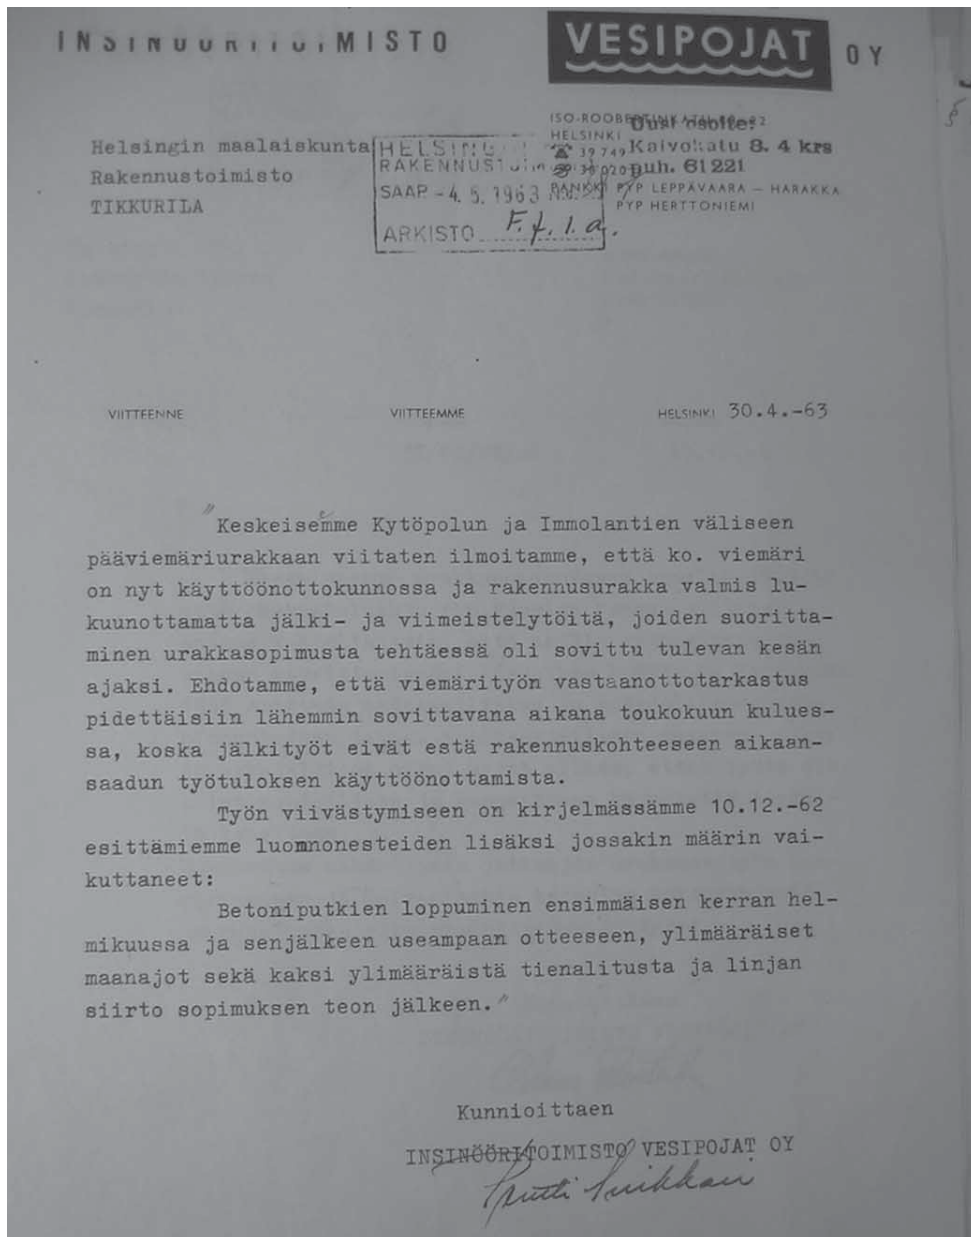 INSINÖÖRITOIMISTO VESIPOJAT OY
HELSINKI
Uusi osoite:
Kaivokatu 8. 4 krs
puh. 61221
39 749
PANKKI PYP LEPPÄVAARA – HARAKKA
PYP HERTTONIEMI
Helsingin maalaiskunta
Rakennustoimisto
TIKKURILA
SAAP. - 4. 5. 1963
ARKISTO F.f.1.a.
VIITTEENNE VIITTEEMME HELSINKI 30.4.-63
"Keskeisemme Kytöpolun ja Immolantien väliseen
pääviemäriurakkaan viitaten ilmoitamme, että ko. viemäri
on nyt käyttöönottokunnossa ja rakennusurakka valmis lu-
kuunottamatta jälki- ja viimeistelytöitä, joiden suoritta-
minen urakkasopimusta tehtäessä oli sovittu tulevan kesän
ajaksi. Ehdotamme, että viemärityön vastaanottotarkastus
pidettäisiin lähemmin sovittavana aikana toukokuun kulues-
sa, koska jälkityöt eivät estä rakennuskohteeseen aikaan-
saadun työtuloksen käyttöönottamista.
Työn viivästymiseen on kirjelmässämme 10.12.-62
esittämiemme luomnonesteiden lisäksi jossakin määrin vai-
kuttaneet:
Betoniputkien loppuminen ensimmäisen kerran hel-
mikuussa ja senjälkeen useampaan otteeseen, ylimääräiset
maanajot sekä kaksi ylimääräistä tienalitusta ja linjan
siirto sopimuksen teon jälkeen."
Kunnioittaen
INSINÖÖRITOIMISTO VESIPOJAT OY